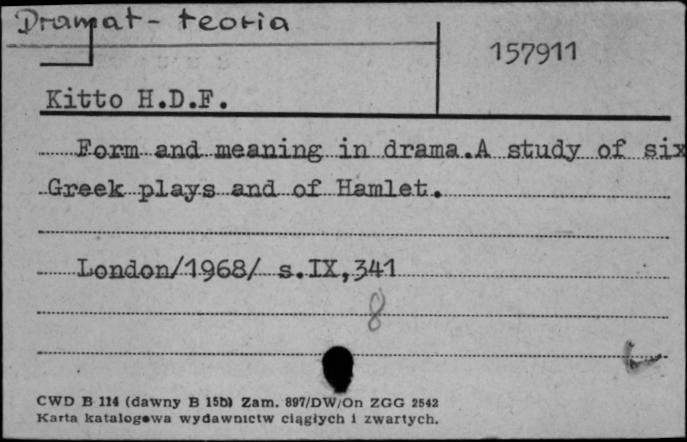 Dramat - teoria
157911
Kitto H.D.F.
Form and meaning in drama.A study of six
Greek plays and of Hamlet.
London/1968/ s.IX,341
8
CWD B 114 (dawny B 15b) Zam. 897/DW/On ZGG 2542
Karta katalogowa wydawnictw ciągłych i zwartych.